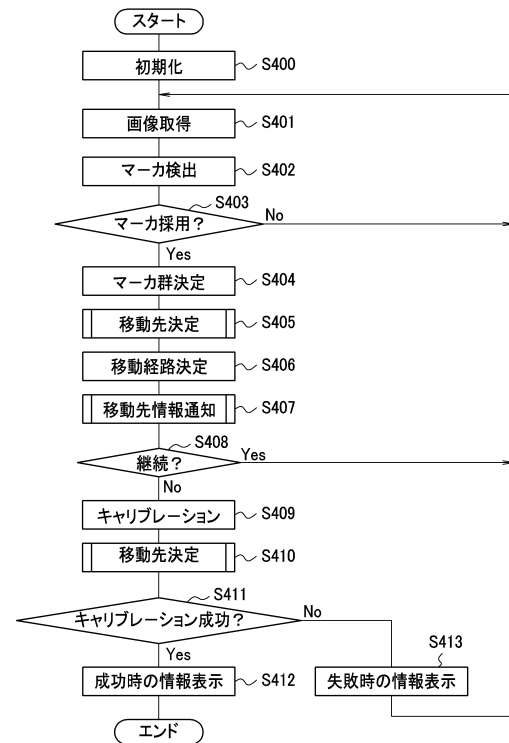 スタート
初期化 S400
画像取得 S401
マーカ検出 S402
S403
マーカ採用？ No
Yes
マーカ群決定 S404
移動先決定 S405
移動経路決定 S406
移動先情報通知 S407
S408
継続？ Yes
No
キャリブレーション S409
移動先決定 S410
S411
キャリブレーション成功？ No
Yes
S413
成功時の情報表示 S412
失敗時の情報表示
エンド